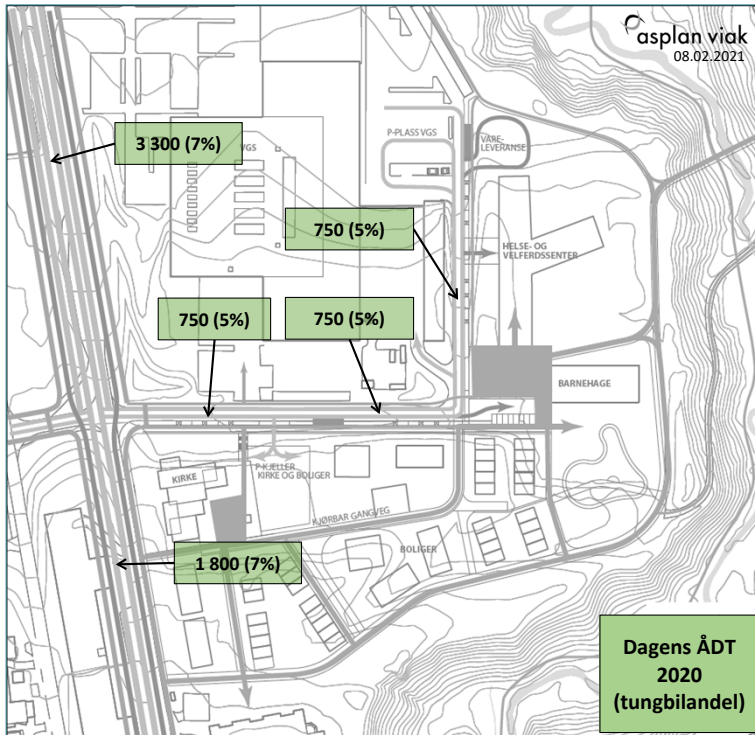 asplan viak
08.02.2021
3 300 (7%)
VGS
P-PLASS VGS
VARE-
LEVERANSE
750 (5%)
HELSE- OG
VELFERDSSENTER
750 (5%)
750 (5%)
BARNEHAGE
KIRKE
P-KJELLER
KIRKE OG BOLIGER
KJØRBAR GANGVEG
BOLIGER
1 800 (7%)
Dagens ÅDT
2020
(tungbilandel)